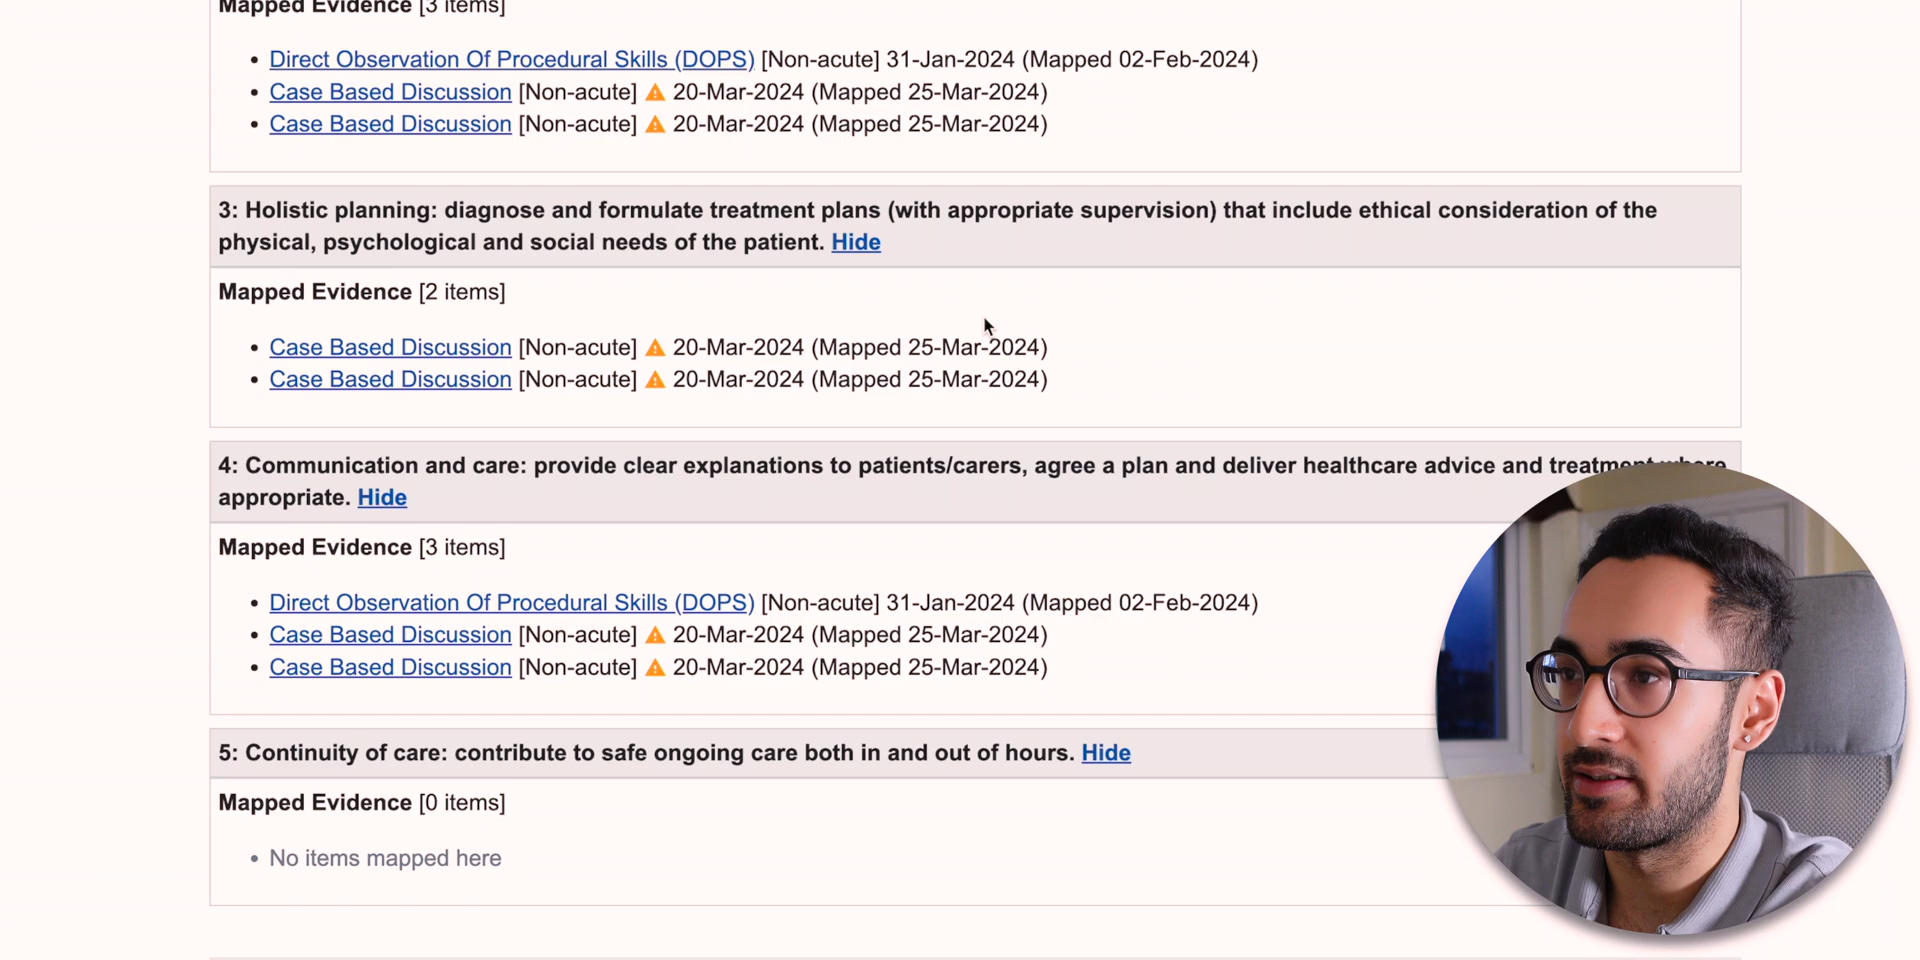 Mapped Evidence [3 items]
Direct Observation Of Procedural Skills (DOPS) [Non-acute] 31-Jan-2024 (Mapped 02-Feb-2024)
Case Based Discussion [Non-acute] 20-Mar-2024 (Mapped 25-Mar-2024)
Case Based Discussion [Non-acute] 20-Mar-2024 (Mapped 25-Mar-2024)
3: Holistic planning: diagnose and formulate treatment plans (with appropriate supervision) that include ethical consideration of the
physical, psychological and social needs of the patient. Hide
Mapped Evidence [2 items]
Case Based Discussion [Non-acute] 20-Mar-2024 (Mapped 25-Mar-2024)
Case Based Discussion [Non-acute] 20-Mar-2024 (Mapped 25-Mar-2024)
4: Communication and care: provide clear explanations to patients/carers, agree a plan and deliver healthcare advice and treatment where
appropriate. Hide
Mapped Evidence [3 items]
Direct Observation Of Procedural Skills (DOPS) [Non-acute] 31-Jan-2024 (Mapped 02-Feb-2024)
Case Based Discussion [Non-acute] 20-Mar-2024 (Mapped 25-Mar-2024)
Case Based Discussion [Non-acute] 20-Mar-2024 (Mapped 25-Mar-2024)
5: Continuity of care: contribute to safe ongoing care both in and out of hours. Hide
Mapped Evidence [0 items]
No items mapped here